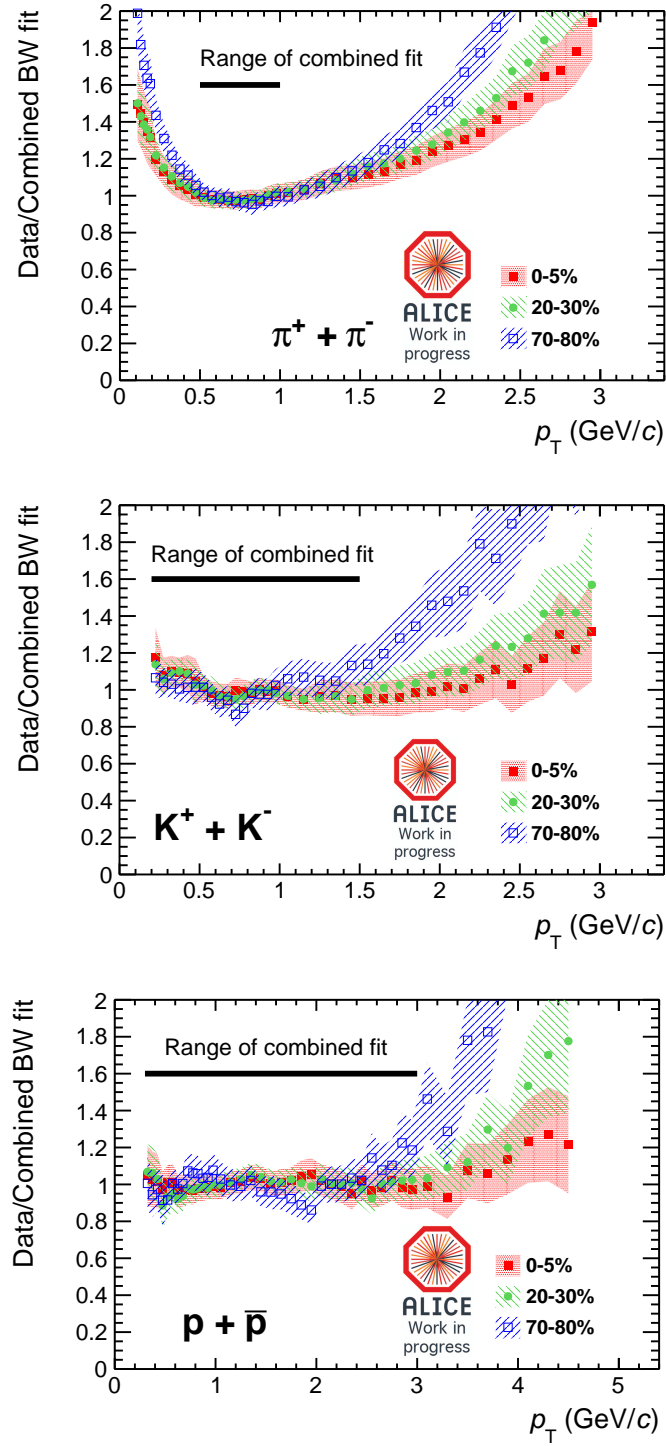 Data/Combined BW fit
2
1.8
1.6
1.4
1.2
1
0.8
0.6
0.4
0.2
0
Range of combined fit
ALICE
Work in
progress
0-5%
20-30%
70-80%
π⁺ + π⁻
0 0.5 1 1.5 2 2.5 3
p_T (GeV/c)
Data/Combined BW fit
2
1.8
1.6
1.4
1.2
1
0.8
0.6
0.4
0.2
0
Range of combined fit
ALICE
Work in
progress
0-5%
20-30%
70-80%
K⁺ + K⁻
0 0.5 1 1.5 2 2.5 3
p_T (GeV/c)
Data/Combined BW fit
2
1.8
1.6
1.4
1.2
1
0.8
0.6
0.4
0.2
0
Range of combined fit
ALICE
Work in
progress
0-5%
20-30%
70-80%
p + p̅
0 1 2 3 4 5
p_T (GeV/c)